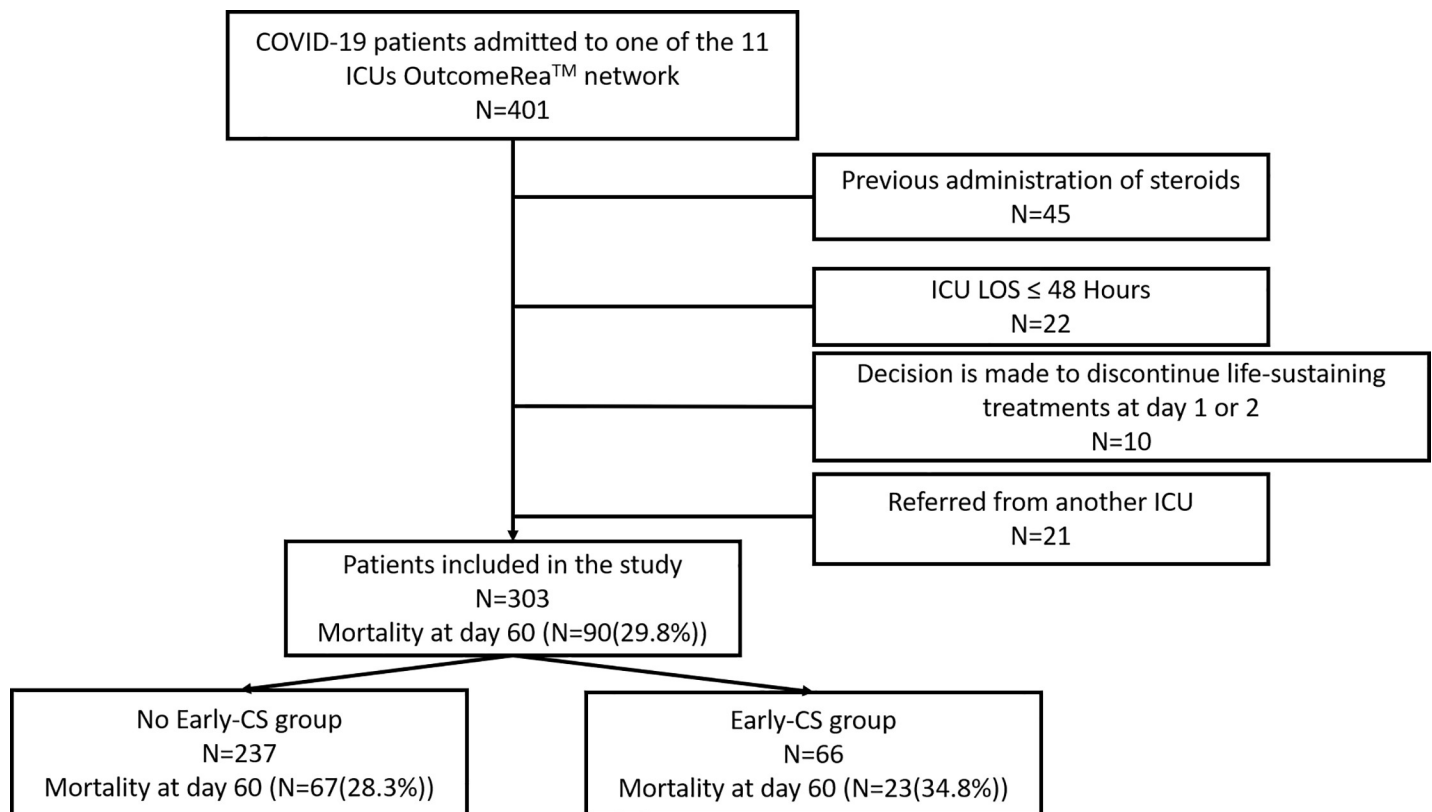 COVID-19 patients admitted to one of the 11
ICUs OutcomeRea™ network
N=401
Previous administration of steroids
N=45
ICU LOS ≤ 48 Hours
N=22
Decision is made to discontinue life-sustaining
treatments at day 1 or 2
N=10
Referred from another ICU
N=21
Patients included in the study
N=303
Mortality at day 60 (N=90(29.8%))
No Early-CS group
N=237
Mortality at day 60 (N=67(28.3%))
Early-CS group
N=66
Mortality at day 60 (N=23(34.8%))